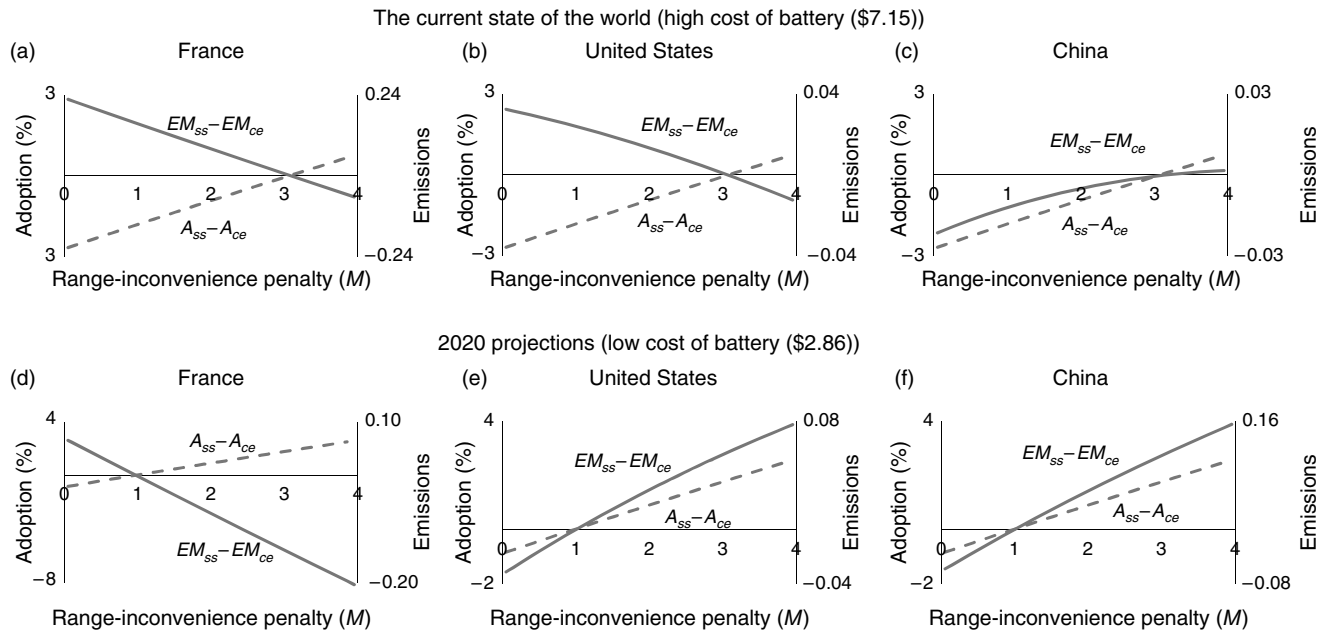 The current state of the world (high cost of battery ($7.15))
(a) France
3
0.24
EMss–EMce
Adoption (%)
Emissions
0 1 2 3 4
Ass–Ace
3
–0.24
Range-inconvenience penalty (M)
(b) United States
3
0.04
EMss–EMce
Adoption (%)
Emissions
0 1 2 3 4
Ass–Ace
–3
–0.04
Range-inconvenience penalty (M)
(c) China
3
0.03
EMss–EMce
Adoption (%)
Emissions
0 1 2 3 4
Ass–Ace
–3
–0.03
Range-inconvenience penalty (M)
2020 projections (low cost of battery ($2.86))
(d) France
4
0.10
Ass–Ace
Adoption (%)
Emissions
0 1 2 3 4
EMss–EMce
–8
–0.20
Range-inconvenience penalty (M)
(e) United States
4
0.08
EMss–EMce
Adoption (%)
Emissions
Ass–Ace
0 1 2 3 4
–2
–0.04
Range-inconvenience penalty (M)
(f) China
4
0.16
EMss–EMce
Adoption (%)
Emissions
Ass–Ace
0 1 2 3 4
–2
–0.08
Range-inconvenience penalty (M)